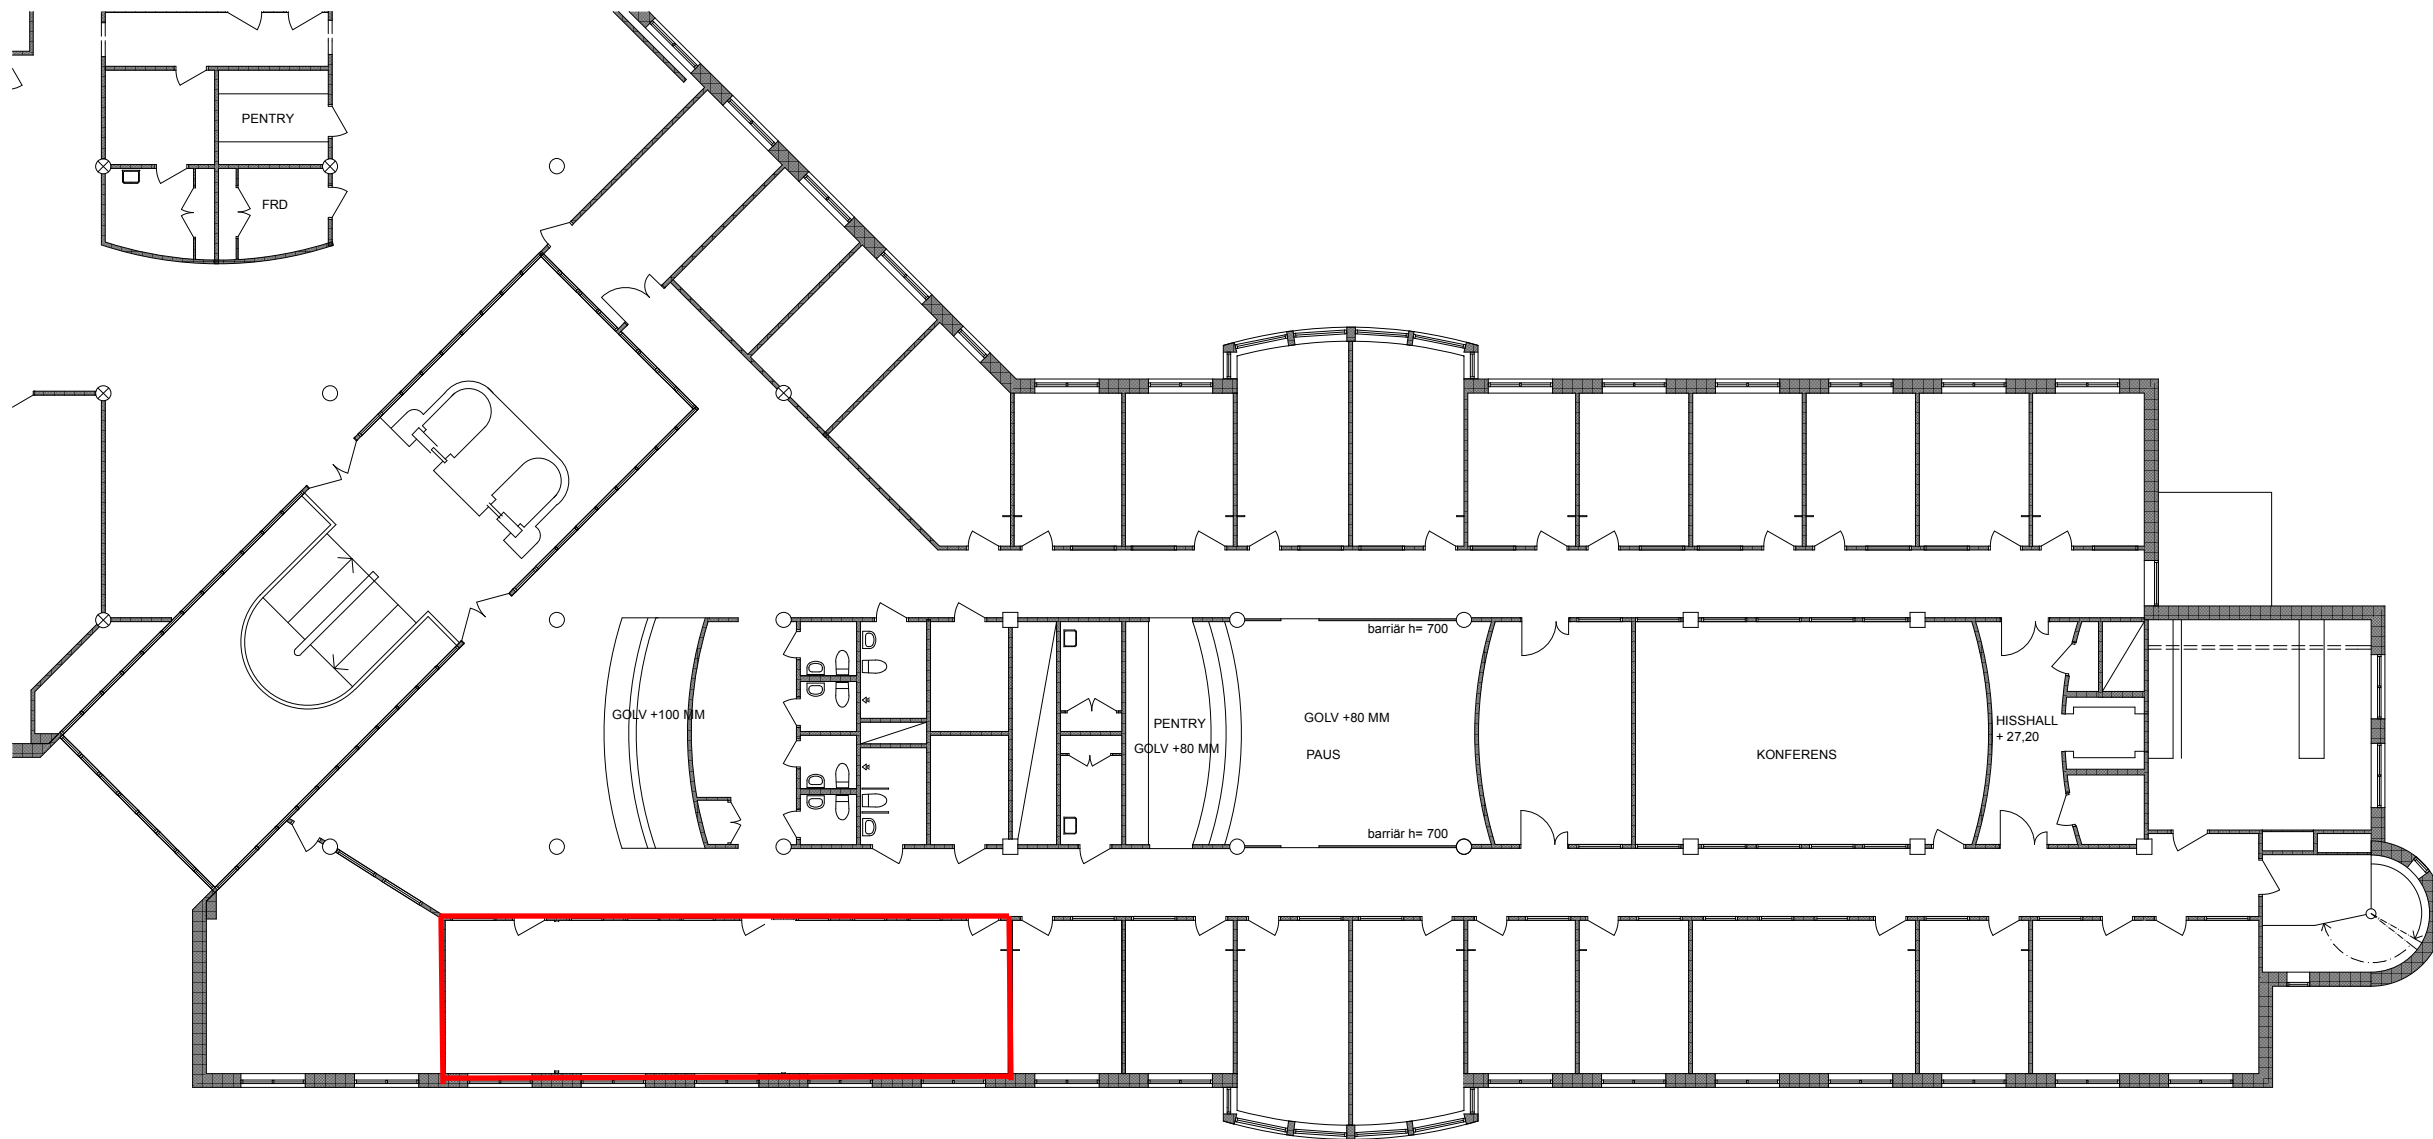 PENTRY
FRD
barriär h= 700
GOLV +100 MM
PENTRY
GOLV +80 MM
GOLV +80 MM
PAUS
KONFERENS
HISSHALL
+ 27,20
barriär h= 700